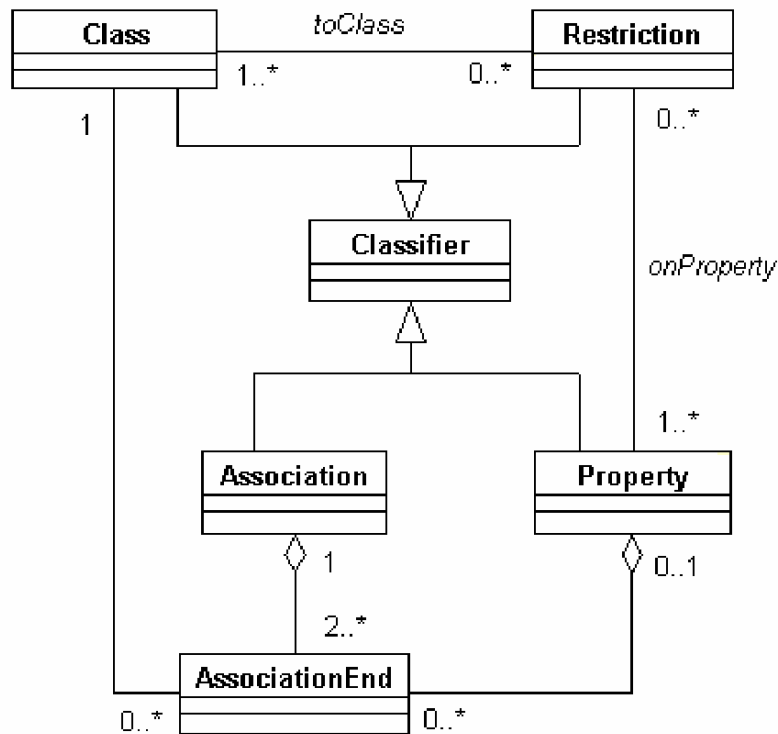 toClass
Class
Restriction
1..*
0..*
1
0..*
Classifier
onProperty
1..*
Association
Property
1
0..1
2..*
AssociationEnd
0..*
0..*